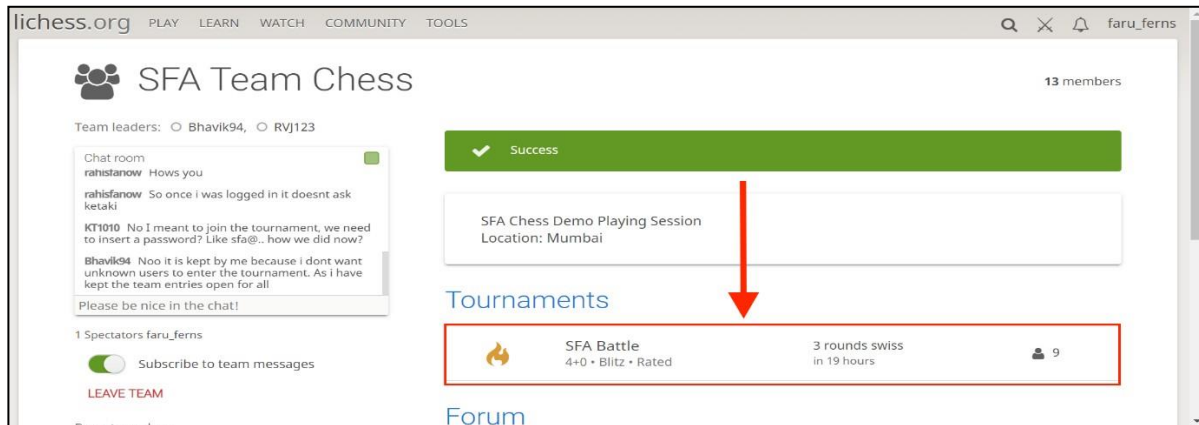 lichess.org PLAY LEARN WATCH COMMUNITY TOOLS faru_ferns
SFA Team Chess
13 members
Team leaders: Bhavik94, RVJ123
Chat room
rahisfanow Hows you
rahisfanow So once i was logged in it doesnt ask
ketaki
KT1010 No I meant to join the tournament, we need
to insert a password? Like sfa@.. how we did now?
Bhavik94 Noo it is kept by me because i dont want
unknown users to enter the tournament. As i have
kept the team entries open for all
Please be nice in the chat!
1 Spectators faru_ferns
Subscribe to team messages
LEAVE TEAM
Success
SFA Chess Demo Playing Session
Location: Mumbai
Tournaments
SFA Battle 3 rounds swiss 9
4+0 • Blitz • Rated in 19 hours
Forum